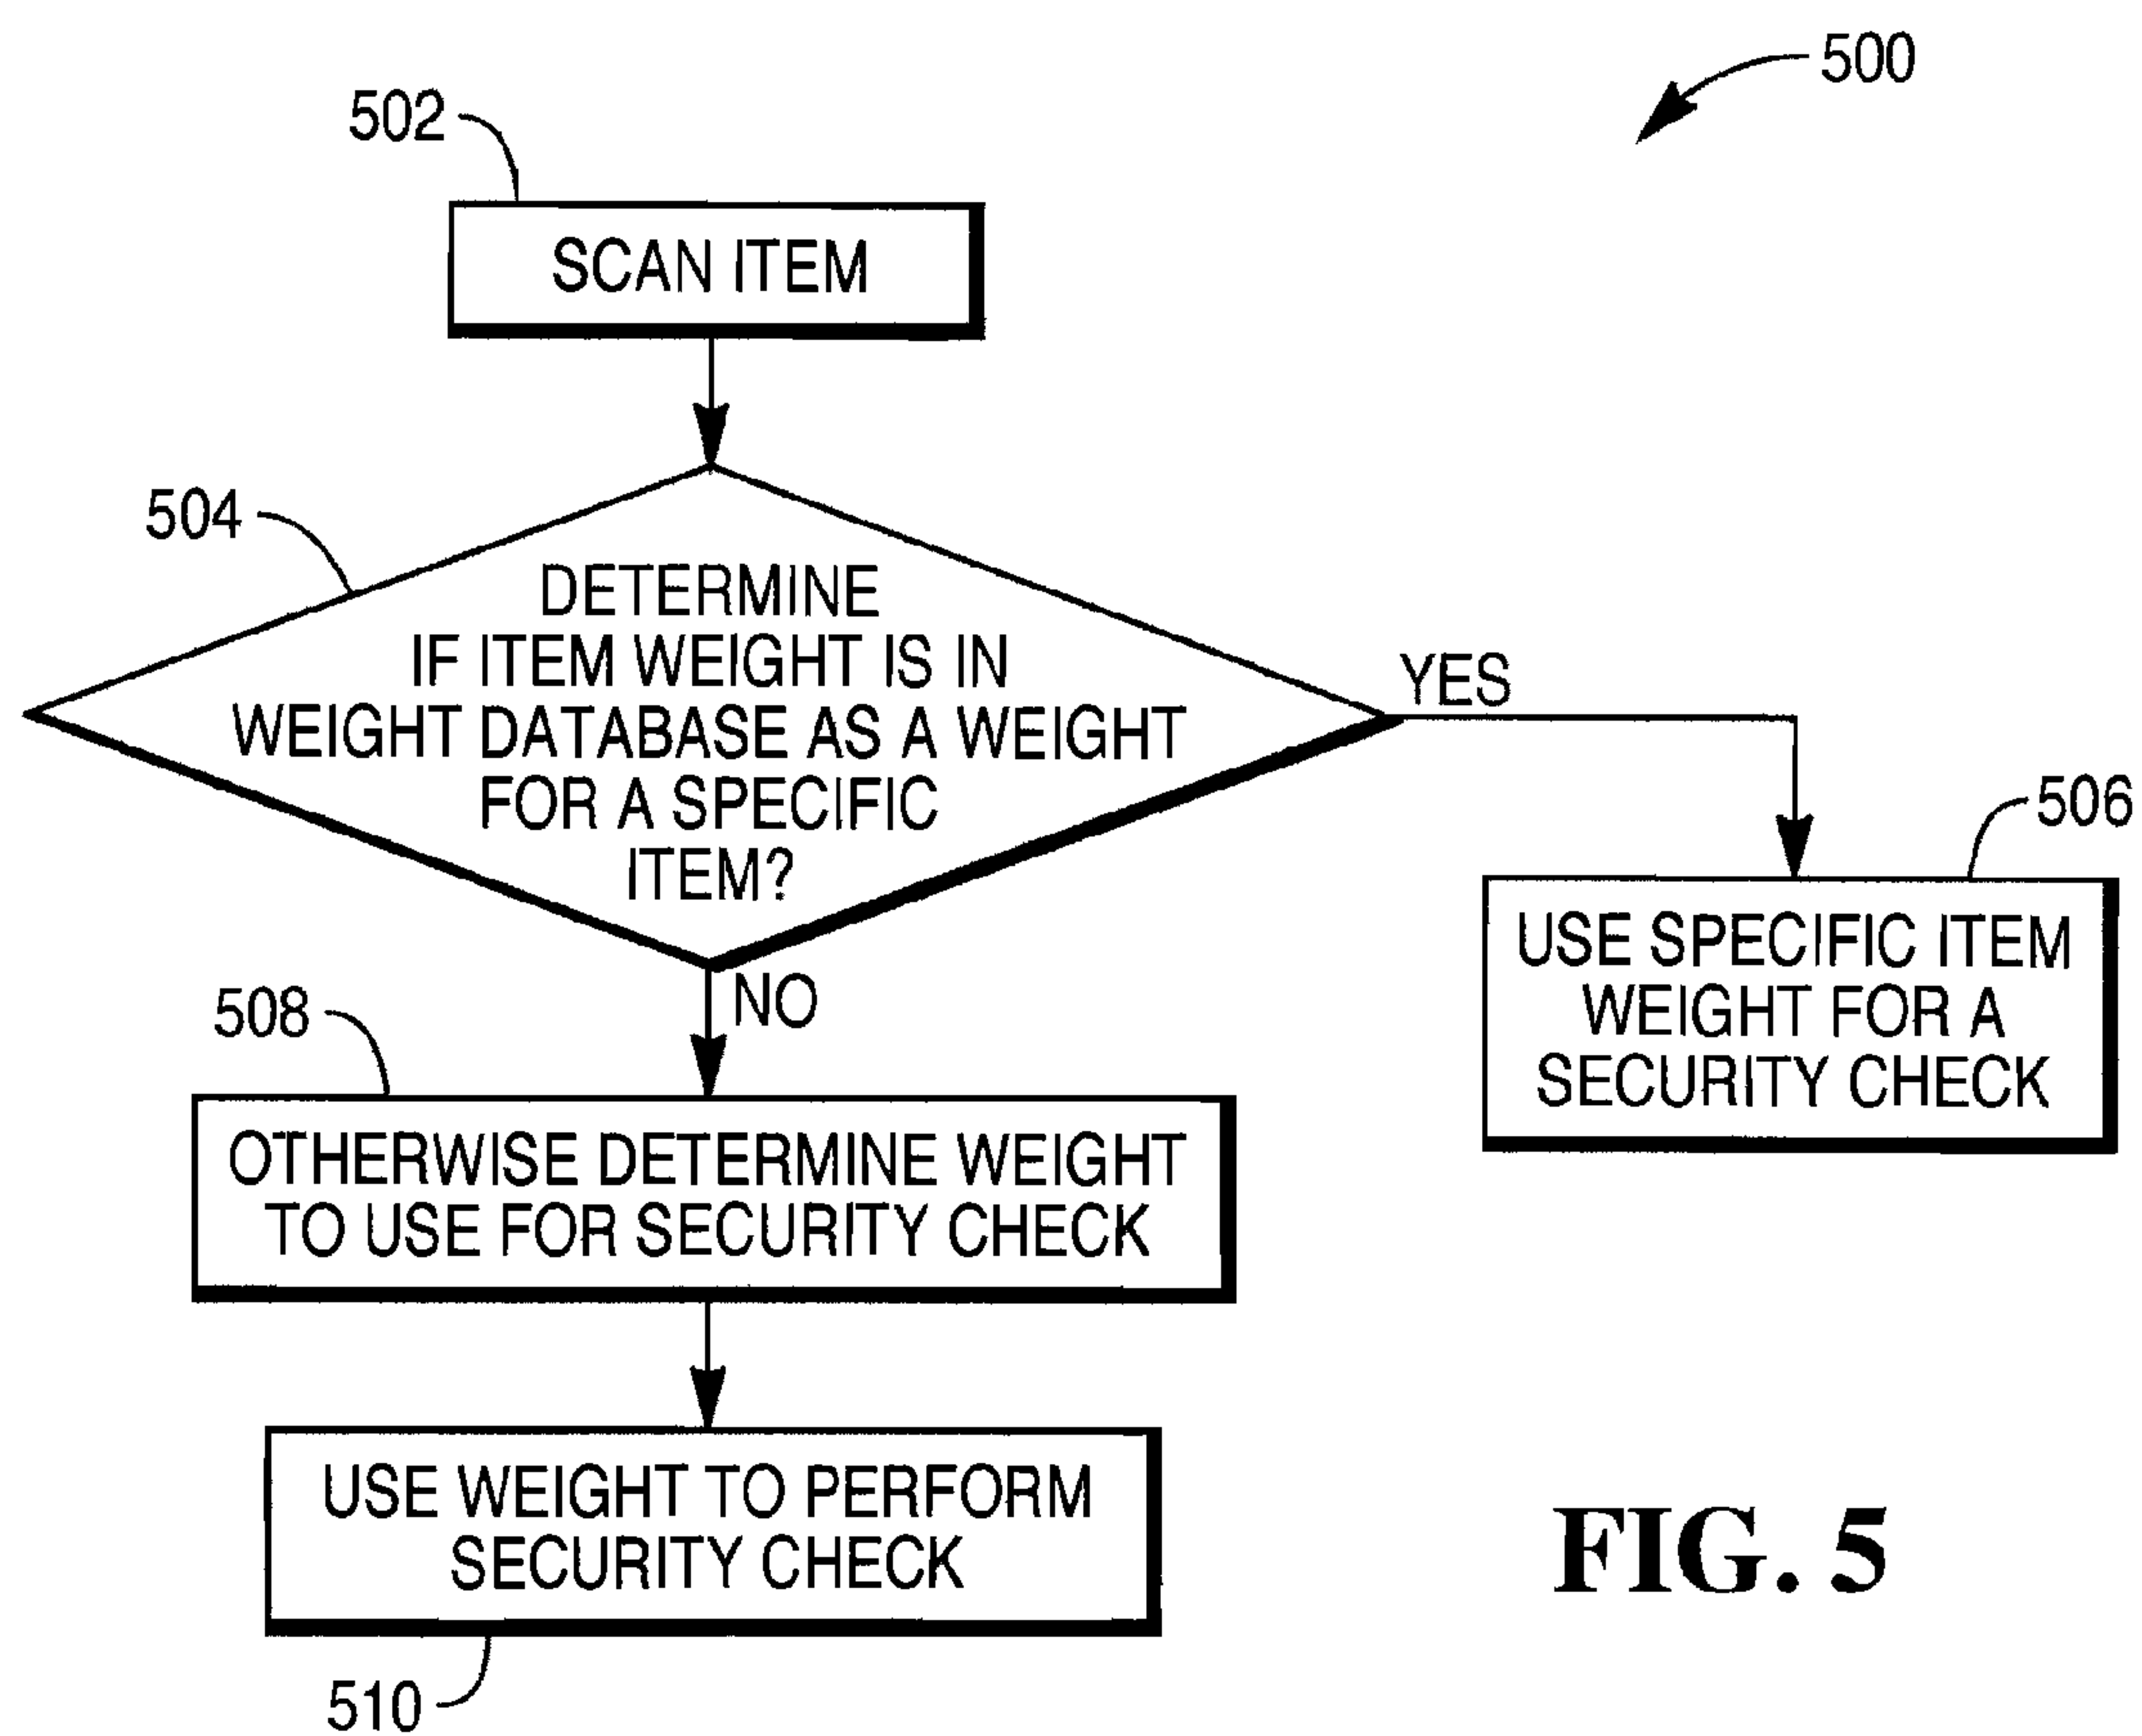 500
502
SCAN ITEM
504
DETERMINE
IF ITEM WEIGHT IS IN
WEIGHT DATABASE AS A WEIGHT
FOR A SPECIFIC
ITEM?
YES
506
USE SPECIFIC ITEM
WEIGHT FOR A
SECURITY CHECK
NO
508
OTHERWISE DETERMINE WEIGHT
TO USE FOR SECURITY CHECK
USE WEIGHT TO PERFORM
SECURITY CHECK
510
FIG. 5